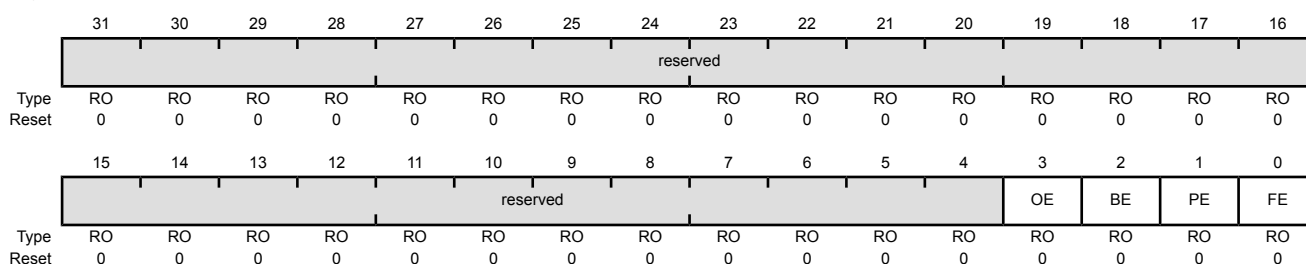 31 30 29 28 27 26 25 24 23 22 21 20 19 18 17 16
reserved
Type RO RO RO RO RO RO RO RO RO RO RO RO RO RO RO RO
Reset 0 0 0 0 0 0 0 0 0 0 0 0 0 0 0 0
15 14 13 12 11 10 9 8 7 6 5 4 3 2 1 0
reserved OE BE PE FE
Type RO RO RO RO RO RO RO RO RO RO RO RO RO RO RO RO
Reset 0 0 0 0 0 0 0 0 0 0 0 0 0 0 0 0